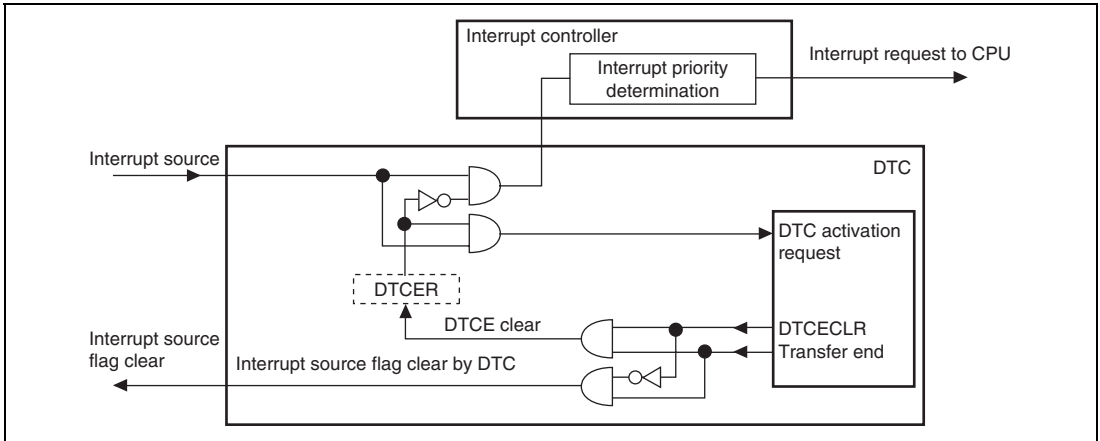 Interrupt controller
Interrupt priority
determination
Interrupt request to CPU
Interrupt source
DTC
DTC activation
request
DTCER
DTCE clear
DTCECLR
Transfer end
Interrupt source
flag clear
Interrupt source flag clear by DTC